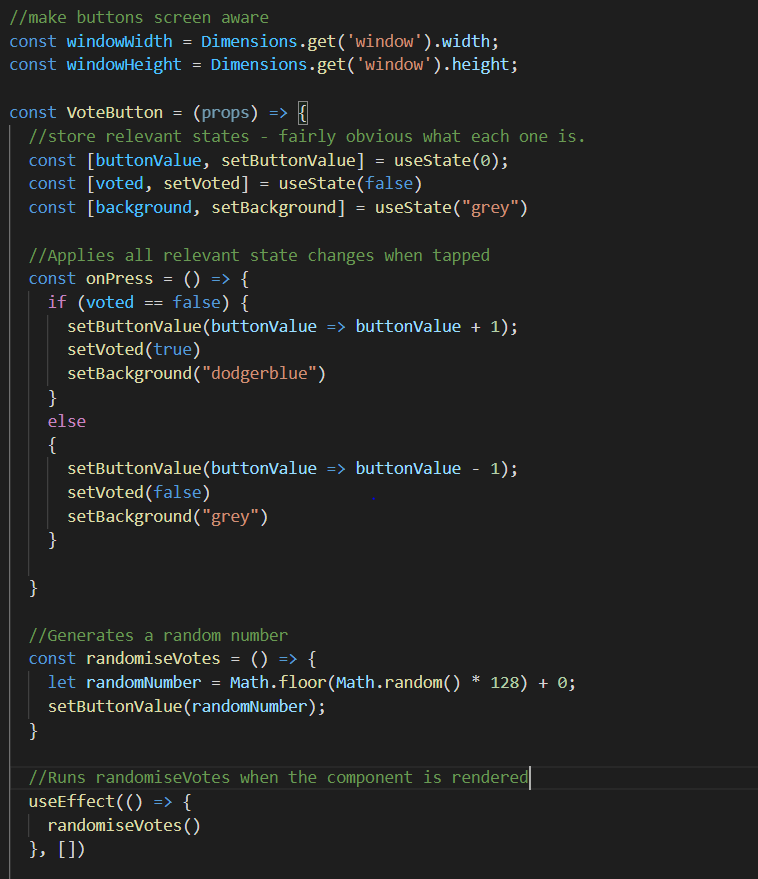 //make buttons screen aware
const windowWidth = Dimensions.get('window').width;
const windowHeight = Dimensions.get('window').height;

const VoteButton = (props) => {
  //store relevant states - fairly obvious what each one is.
  const [buttonValue, setButtonValue] = useState(0);
  const [voted, setVoted] = useState(false)
  const [background, setBackground] = useState("grey")

  //Applies all relevant state changes when tapped
  const onPress = () => {
    if (voted == false) {
      setButtonValue(buttonValue => buttonValue + 1);
      setVoted(true)
      setBackground("dodgerblue")
    }
    else
    {
      setButtonValue(buttonValue => buttonValue - 1);
      setVoted(false)
      setBackground("grey")
    }

  }

  //Generates a random number
  const randomiseVotes = () => {
    let randomNumber = Math.floor(Math.random() * 128) + 0;
    setButtonValue(randomNumber);
  }

  //Runs randomiseVotes when the component is rendered
  useEffect(() => {
    randomiseVotes()
  }, [])